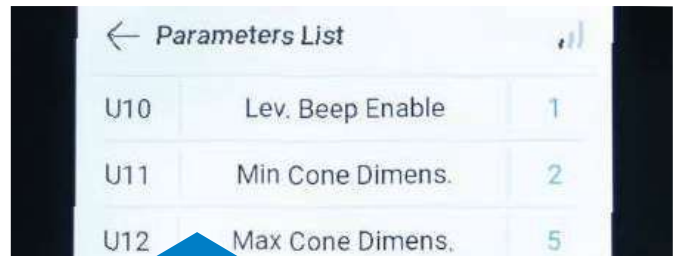 ← Parameters List
U10 Lev. Beep Enable 1
U11 Min Cone Dimens. 2
U12 Max Cone Dimens. 5